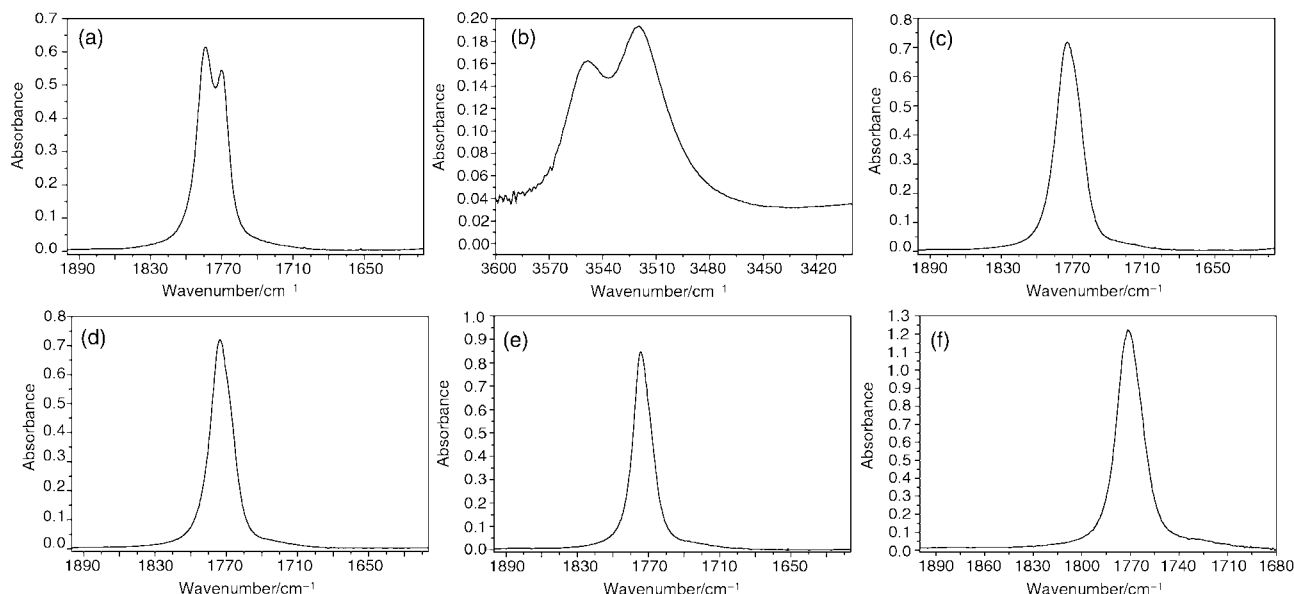 (a)
0.7
0.6
0.5
0.4
0.3
0.2
0.1
0.0
Absorbance
1890 1830 1770 1710 1650
Wavenumber/cm⁻¹
(b)
0.20
0.18
0.16
0.14
0.12
0.10
0.08
0.06
0.04
0.02
0.00
Absorbance
3600 3570 3540 3510 3480 3450 3420
Wavenumber/cm⁻¹
(c)
0.8
0.7
0.6
0.5
0.4
0.3
0.2
0.1
0.0
Absorbance
1890 1830 1770 1710 1650
Wavenumber/cm⁻¹
(d)
0.8
0.7
0.6
0.5
0.4
0.3
0.2
0.1
0.0
Absorbance
1890 1830 1770 1710 1650
Wavenumber/cm⁻¹
(e)
1.0
0.9
0.8
0.7
0.6
0.5
0.4
0.3
0.2
0.1
0.0
Absorbance
1890 1830 1770 1710 1650
Wavenumber/cm⁻¹
(f)
1.3
1.2
1.1
1.0
0.9
0.8
0.7
0.6
0.5
0.4
0.3
0.2
0.1
0.0
Absorbance
1890 1860 1800 1770 1740 1710 1680
Wavenumber/cm⁻¹